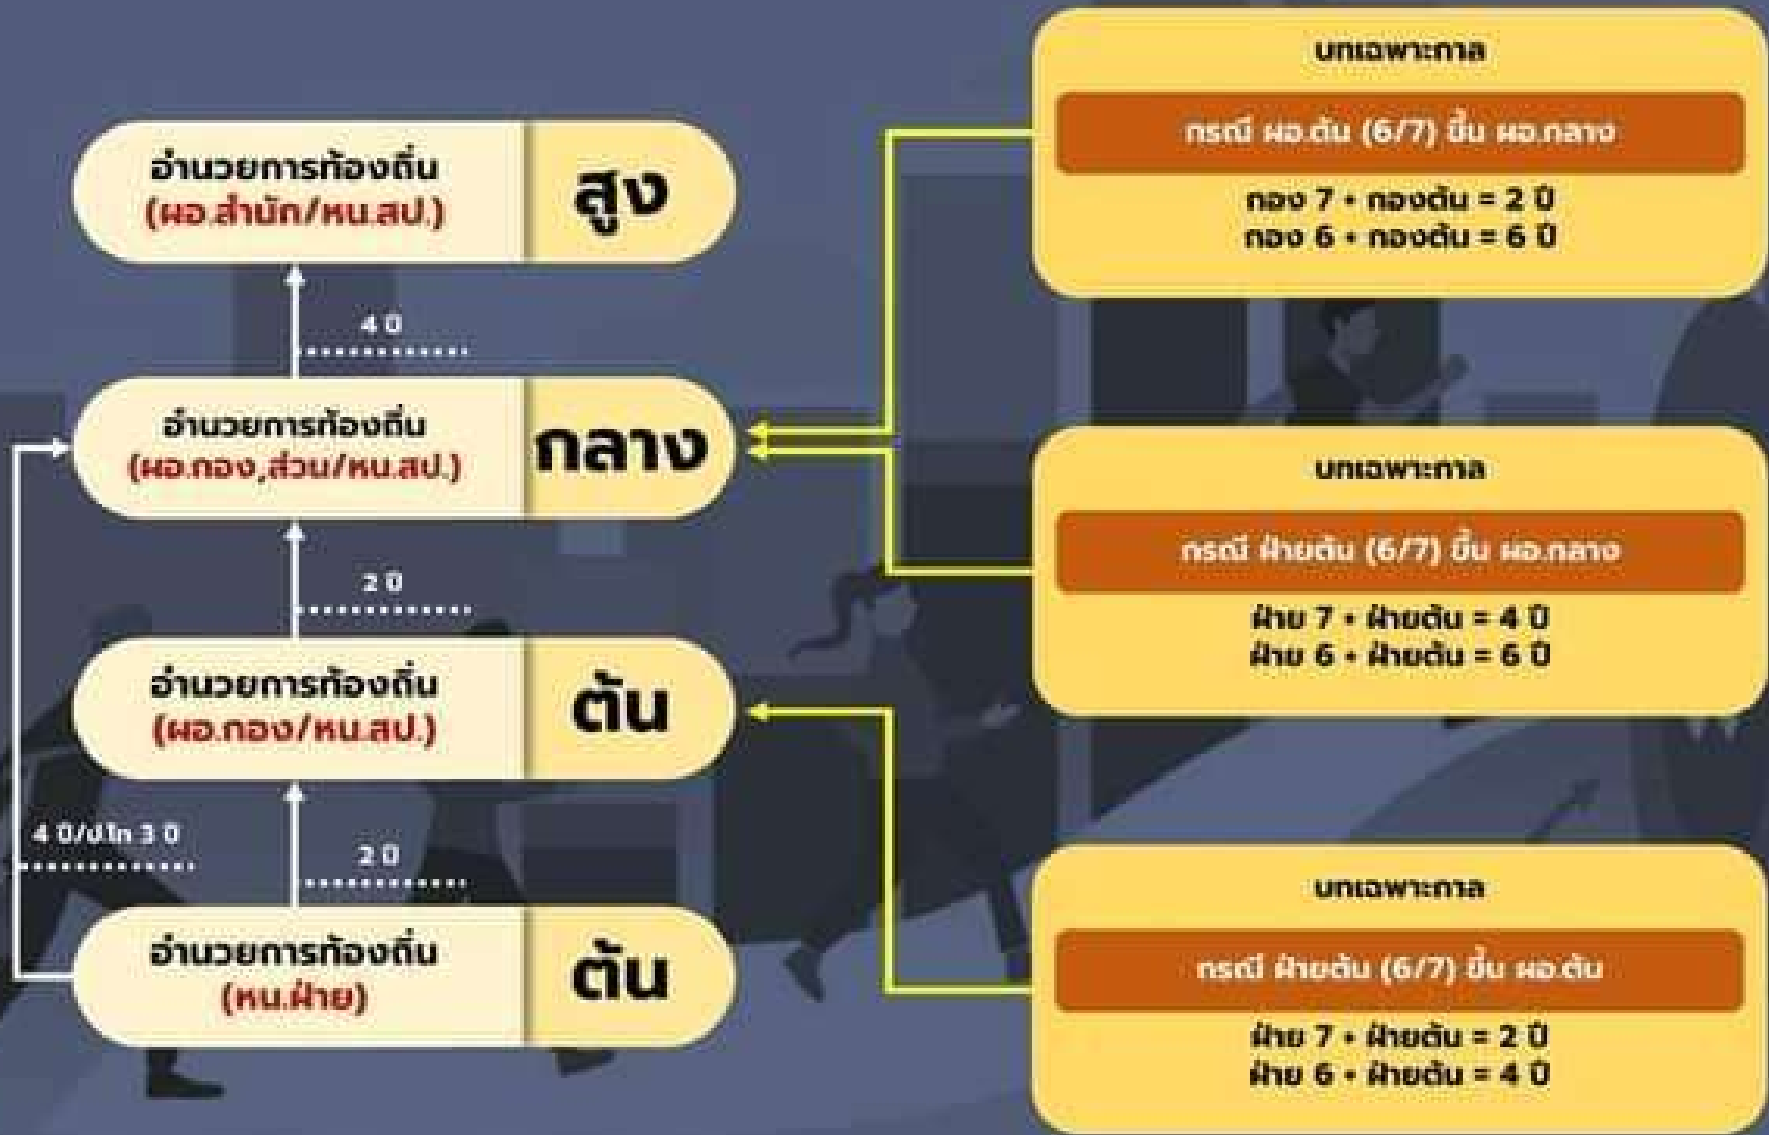 อำนวยการท้องถิ่น
(ผอ.สำนัก/หน.สป.)
สูง
4 ปี
อำนวยการท้องถิ่น
(ผอ.กอง,ส่วน/หน.สป.)
กลาง
2 ปี
อำนวยการท้องถิ่น
(ผอ.กอง/หน.สป.)
ต้น
4 ปี/ป.โท 3 ปี
2 ปี
อำนวยการท้องถิ่น
(หน.ฝ่าย)
ต้น
บทเฉพาะกาล
กรณี ผอ.ต้น (6/7) ขึ้น ผอ.กลาง
กอง 7 + กองต้น = 2 ปี
กอง 6 + กองต้น = 6 ปี
บทเฉพาะกาล
กรณี ฝ่ายต้น (6/7) ขึ้น ผอ.กลาง
ฝ่าย 7 + ฝ่ายต้น = 4 ปี
ฝ่าย 6 + ฝ่ายต้น = 6 ปี
บทเฉพาะกาล
กรณี ฝ่ายต้น (6/7) ขึ้น ผอ.ต้น
ฝ่าย 7 + ฝ่ายต้น = 2 ปี
ฝ่าย 6 + ฝ่ายต้น = 4 ปี